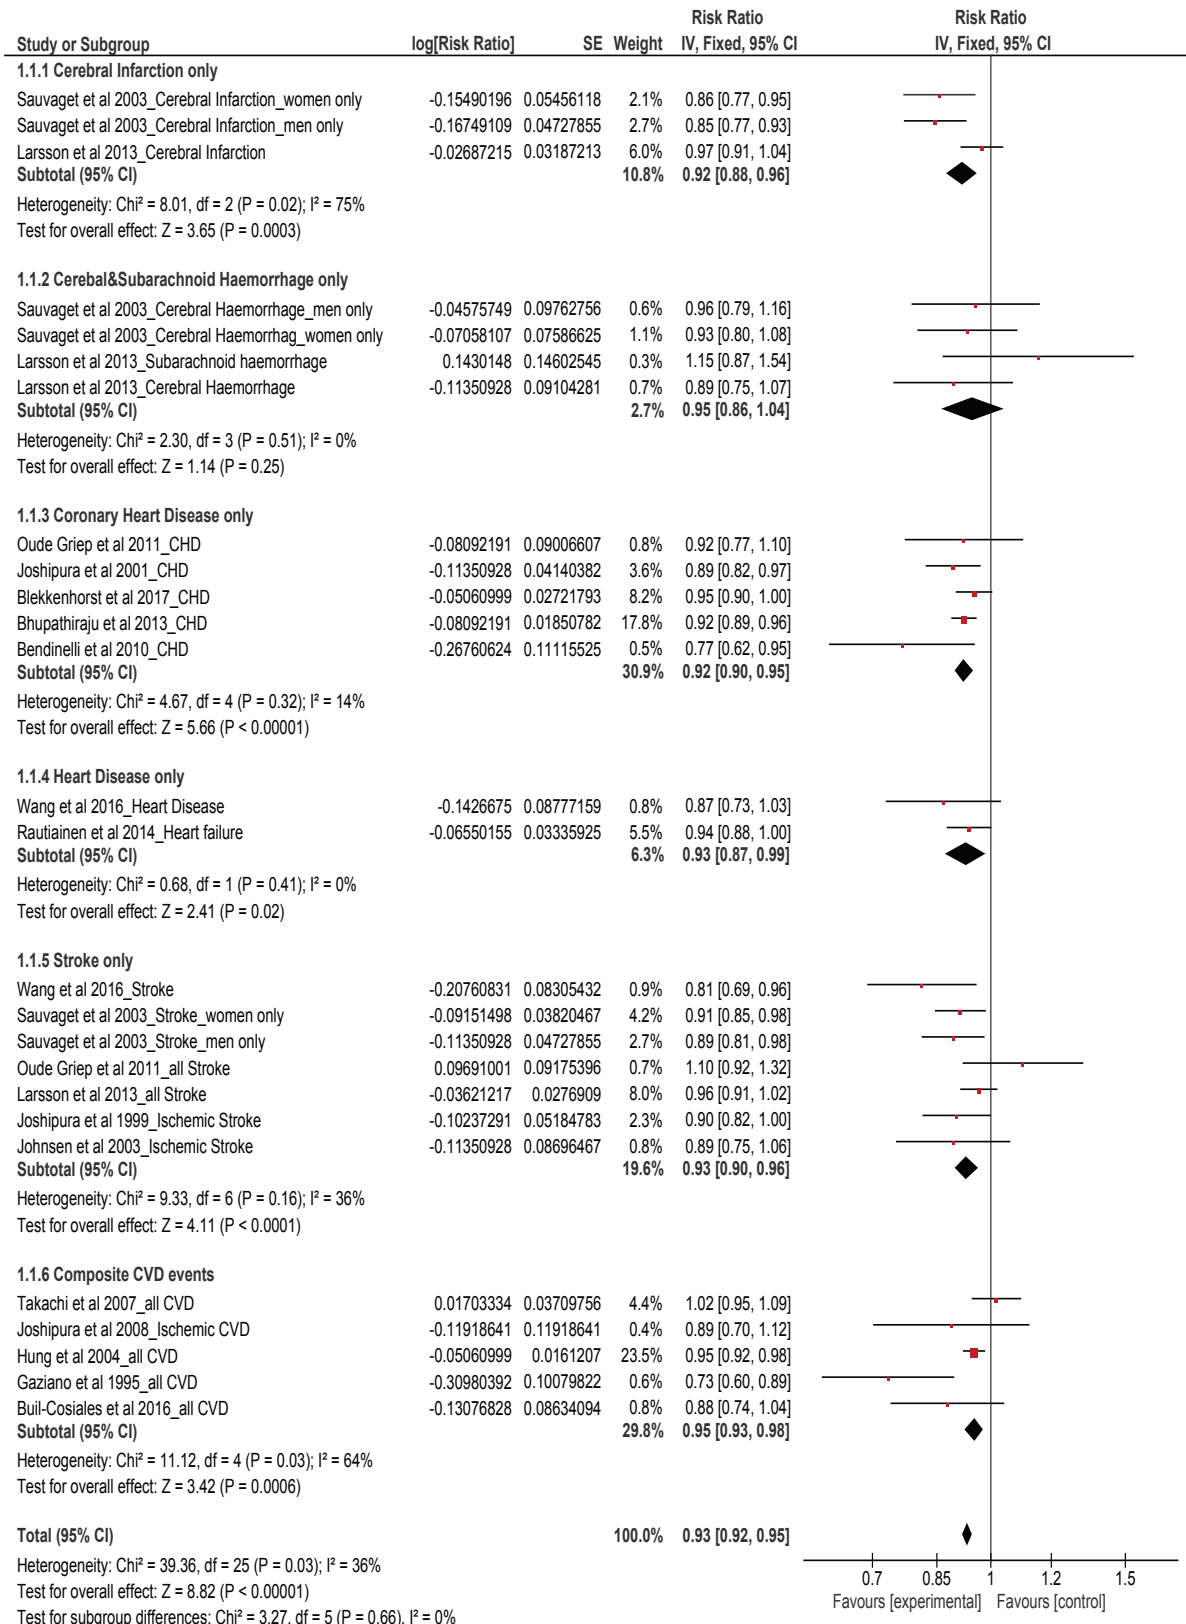 Risk Ratio Risk Ratio
Study or Subgroup log[Risk Ratio] SE Weight IV, Fixed, 95% CI IV, Fixed, 95% CI
1.1.1 Cerebral Infarction only
Sauvaget et al 2003_Cerebral Infarction_women only -0.15490196 0.05456118 2.1% 0.86 [0.77, 0.95]
Sauvaget et al 2003_Cerebral Infarction_men only -0.16749109 0.04727855 2.7% 0.85 [0.77, 0.93]
Larsson et al 2013_Cerebral Infarction -0.02687215 0.03187213 6.0% 0.97 [0.91, 1.04]
Subtotal (95% CI) 10.8% 0.92 [0.88, 0.96]
Heterogeneity: Chi² = 8.01, df = 2 (P = 0.02); I² = 75%
Test for overall effect: Z = 3.65 (P = 0.0003)
1.1.2 Cerebal&Subarachnoid Haemorrhage only
Sauvaget et al 2003_Cerebral Haemorrhage_men only -0.04575749 0.09762756 0.6% 0.96 [0.79, 1.16]
Sauvaget et al 2003_Cerebral Haemorrhag_women only -0.07058107 0.07586625 1.1% 0.93 [0.80, 1.08]
Larsson et al 2013_Subarachnoid haemorrhage 0.1430148 0.14602545 0.3% 1.15 [0.87, 1.54]
Larsson et al 2013_Cerebral Haemorrhage -0.11350928 0.09104281 0.7% 0.89 [0.75, 1.07]
Subtotal (95% CI) 2.7% 0.95 [0.86, 1.04]
Heterogeneity: Chi² = 2.30, df = 3 (P = 0.51); I² = 0%
Test for overall effect: Z = 1.14 (P = 0.25)
1.1.3 Coronary Heart Disease only
Oude Griep et al 2011_CHD -0.08092191 0.09006607 0.8% 0.92 [0.77, 1.10]
Joshipura et al 2001_CHD -0.11350928 0.04140382 3.6% 0.89 [0.82, 0.97]
Blekkenhorst et al 2017_CHD -0.05060999 0.02721793 8.2% 0.95 [0.90, 1.00]
Bhupathiraju et al 2013_CHD -0.08092191 0.01850782 17.8% 0.92 [0.89, 0.96]
Bendinelli et al 2010_CHD -0.26760624 0.11115525 0.5% 0.77 [0.62, 0.95]
Subtotal (95% CI) 30.9% 0.92 [0.90, 0.95]
Heterogeneity: Chi² = 4.67, df = 4 (P = 0.32); I² = 14%
Test for overall effect: Z = 5.66 (P < 0.00001)
1.1.4 Heart Disease only
Wang et al 2016_Heart Disease -0.1426675 0.08777159 0.8% 0.87 [0.73, 1.03]
Rautiainen et al 2014_Heart failure -0.06550155 0.03335925 5.5% 0.94 [0.88, 1.00]
Subtotal (95% CI) 6.3% 0.93 [0.87, 0.99]
Heterogeneity: Chi² = 0.68, df = 1 (P = 0.41); I² = 0%
Test for overall effect: Z = 2.41 (P = 0.02)
1.1.5 Stroke only
Wang et al 2016_Stroke -0.20760831 0.08305432 0.9% 0.81 [0.69, 0.96]
Sauvaget et al 2003_Stroke_women only -0.09151498 0.03820467 4.2% 0.91 [0.85, 0.98]
Sauvaget et al 2003_Stroke_men only -0.11350928 0.04727855 2.7% 0.89 [0.81, 0.98]
Oude Griep et al 2011_all Stroke 0.09691001 0.09175396 0.7% 1.10 [0.92, 1.32]
Larsson et al 2013_all Stroke -0.03621217 0.0276909 8.0% 0.96 [0.91, 1.02]
Joshipura et al 1999_Ischemic Stroke -0.10237291 0.05184783 2.3% 0.90 [0.82, 1.00]
Johnsen et al 2003_Ischemic Stroke -0.11350928 0.08696467 0.8% 0.89 [0.75, 1.06]
Subtotal (95% CI) 19.6% 0.93 [0.90, 0.96]
Heterogeneity: Chi² = 9.33, df = 6 (P = 0.16); I² = 36%
Test for overall effect: Z = 4.11 (P < 0.0001)
1.1.6 Composite CVD events
Takachi et al 2007_all CVD 0.01703334 0.03709756 4.4% 1.02 [0.95, 1.09]
Joshipura et al 2008_Ischemic CVD -0.11918641 0.11918641 0.4% 0.89 [0.70, 1.12]
Hung et al 2004_all CVD -0.05060999 0.0161207 23.5% 0.95 [0.92, 0.98]
Gaziano et al 1995_all CVD -0.30980392 0.10079822 0.6% 0.73 [0.60, 0.89]
Buil-Cosiales et al 2016_all CVD -0.13076828 0.08634094 0.8% 0.88 [0.74, 1.04]
Subtotal (95% CI) 29.8% 0.95 [0.93, 0.98]
Heterogeneity: Chi² = 11.12, df = 4 (P = 0.03); I² = 64%
Test for overall effect: Z = 3.42 (P = 0.0006)
Total (95% CI) 100.0% 0.93 [0.92, 0.95]
Heterogeneity: Chi² = 39.36, df = 25 (P = 0.03); I² = 36%
0.7 0.85 1 1.2 1.5
Test for overall effect: Z = 8.82 (P < 0.00001)
Favours [experimental] Favours [control]
Test for subgroup differences: Chi² = 3.27, df = 5 (P = 0.66), I² = 0%